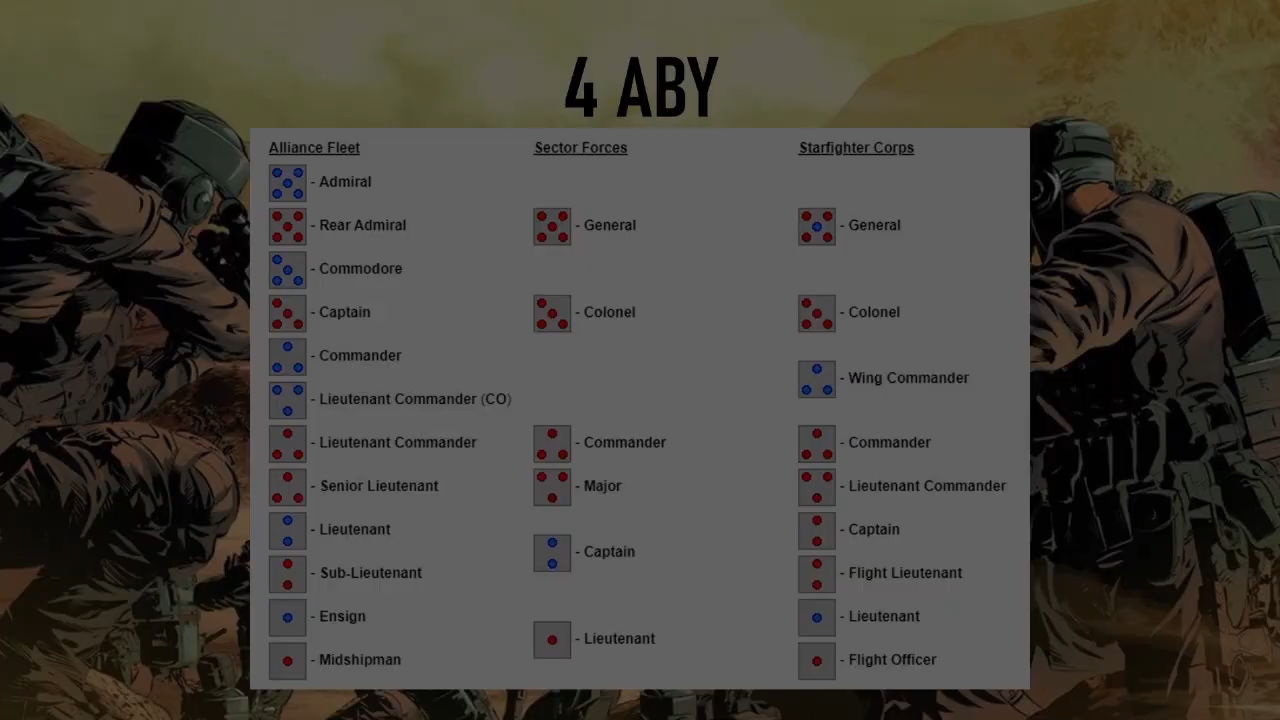 4 ABY
Alliance Fleet
- Admiral
- Rear Admiral
- Commodore
- Captain
- Commander
- Lieutenant Commander (CO)
- Lieutenant Commander
- Senior Lieutenant
- Lieutenant
- Sub-Lieutenant
- Ensign
- Midshipman
Sector Forces
- General
- Colonel
- Commander
- Major
- Captain
- Lieutenant
Starfighter Corps
- General
- Colonel
- Wing Commander
- Commander
- Lieutenant Commander
- Captain
- Flight Lieutenant
- Lieutenant
- Flight Officer